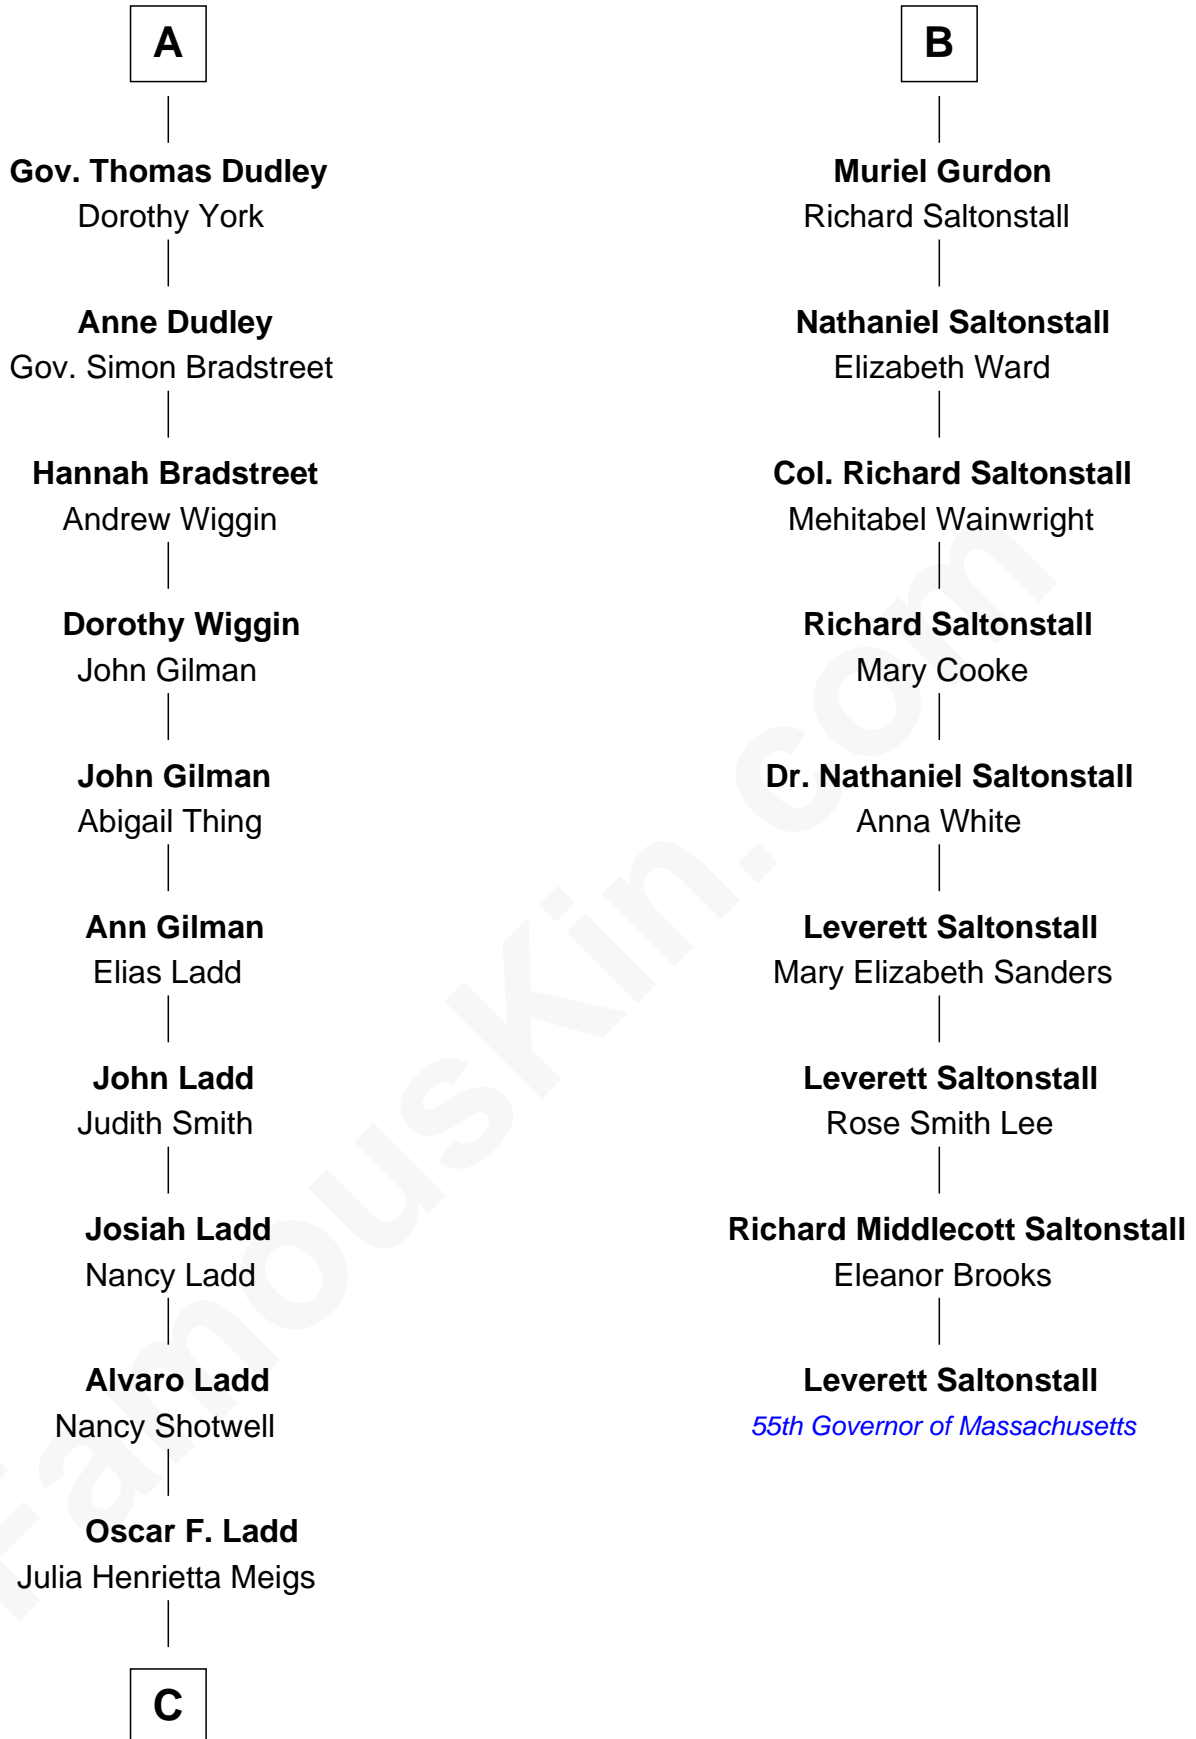 A
Gov. Thomas Dudley
Dorothy York
Anne Dudley
Gov. Simon Bradstreet
Hannah Bradstreet
Andrew Wiggin
Dorothy Wiggin
John Gilman
John Gilman
Abigail Thing
Ann Gilman
Elias Ladd
John Ladd
Judith Smith
Josiah Ladd
Nancy Ladd
Alvaro Ladd
Nancy Shotwell
Oscar F. Ladd
Julia Henrietta Meigs
C
B
Muriel Gurdon
Richard Saltonstall
Nathaniel Saltonstall
Elizabeth Ward
Col. Richard Saltonstall
Mehitabel Wainwright
Richard Saltonstall
Mary Cooke
Dr. Nathaniel Saltonstall
Anna White
Leverett Saltonstall
Mary Elizabeth Sanders
Leverett Saltonstall
Rose Smith Lee
Richard Middlecott Saltonstall
Eleanor Brooks
Leverett Saltonstall
55th Governor of Massachusetts
FamousKin.com